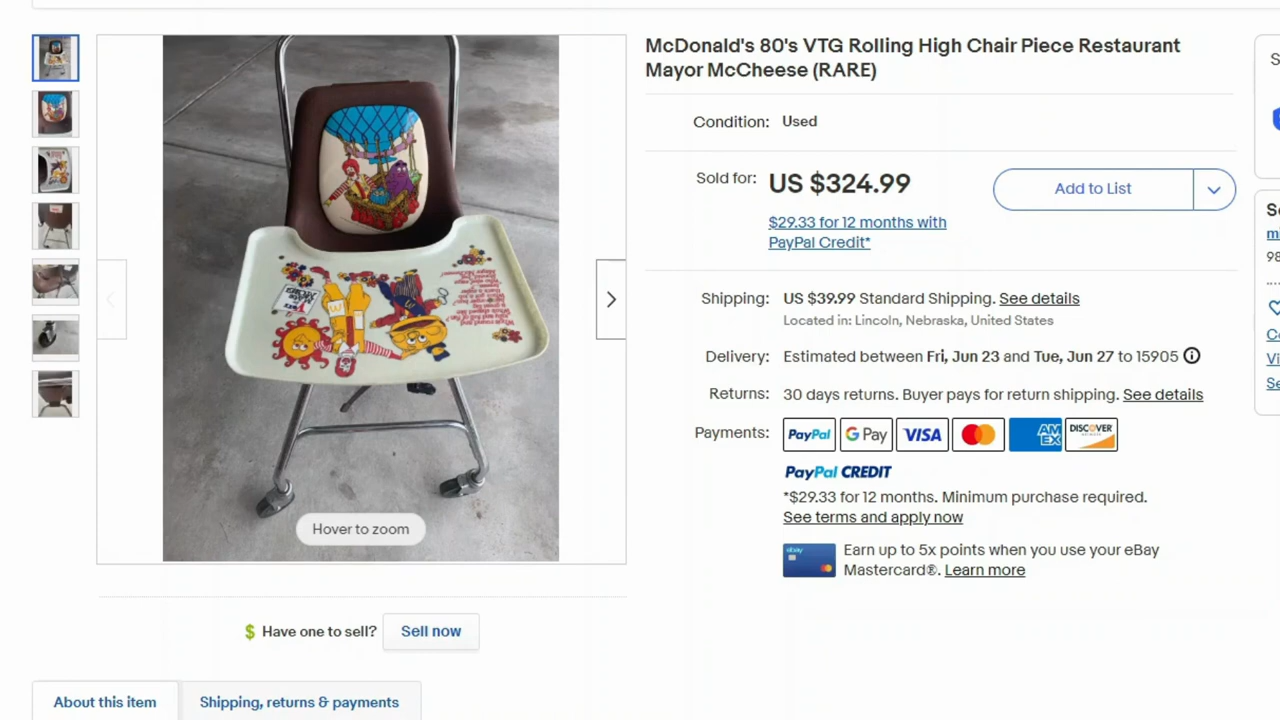 McDonald's 80's VTG Rolling High Chair Piece Restaurant
Mayor McCheese (RARE)
Condition: Used
Sold for: US $324.99
Add to List
$29.33 for 12 months with
PayPal Credit*
Shipping: US $39.99 Standard Shipping. See details
Located in: Lincoln, Nebraska, United States
Delivery: Estimated between Fri, Jun 23 and Tue, Jun 27 to 15905
Returns: 30 days returns. Buyer pays for return shipping. See details
Payments: PayPal G Pay VISA AM EX DISCOVER
PayPal CREDIT
*$29.33 for 12 months. Minimum purchase required.
See terms and apply now
ebay
Earn up to 5x points when you use your eBay
Mastercard®. Learn more
Hover to zoom
$ Have one to sell? Sell now
About this item
Shipping, returns & payments